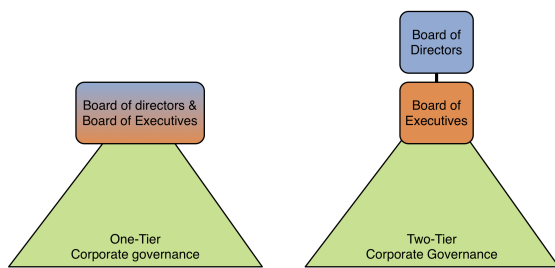 Board of directors &
Board of Executives
One-Tier
Corporate governance
Board of
Directors
Board of
Executives
Two-Tier
Corporate Governance